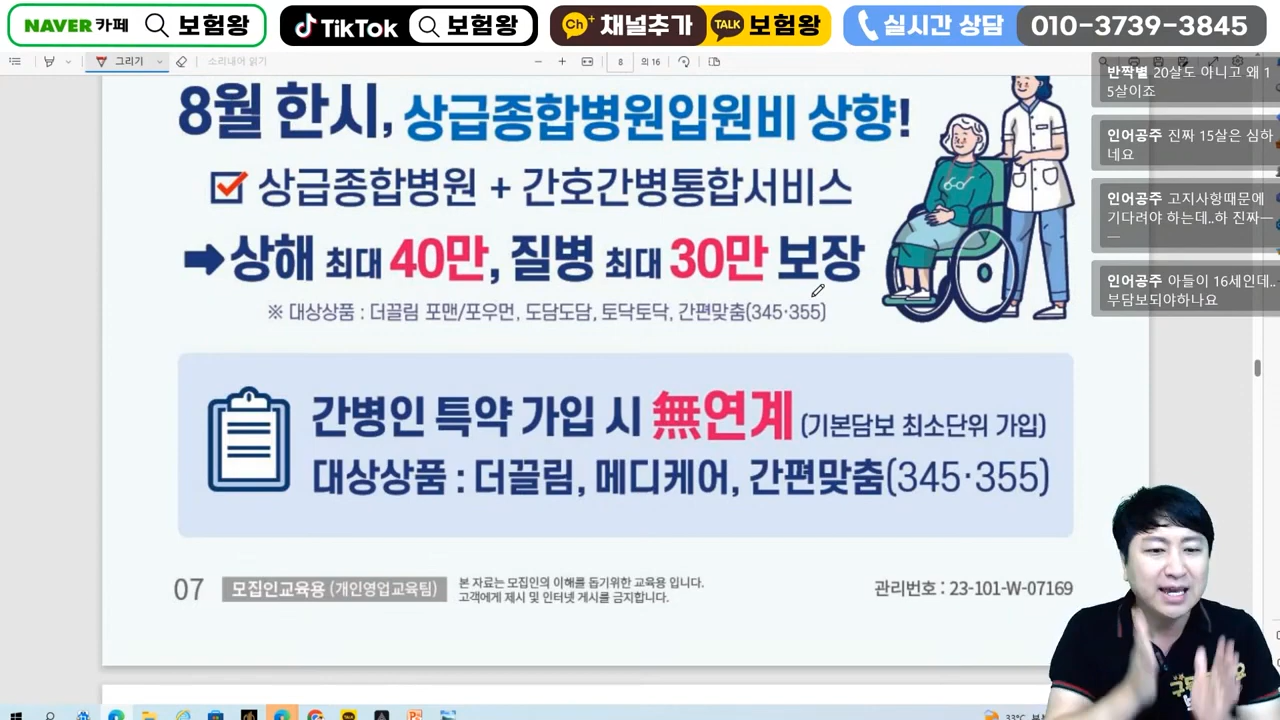 NAVER 카페 보험왕
TikTok 보험왕
Ch+ 채널추가 TALK 보험왕
실시간 상담 010-3739-3845
그리기
소리내어 읽기
8 의 16
8월 한시, 상급종합병원입원비 상향!
상급종합병원 + 간호간병통합서비스
상해 최대 40만, 질병 최대 30만 보장
※ 대상상품 : 더끌림 포맨/포우먼, 도담도담, 토닥토닥, 간편맞춤(345·355)
간병인 특약 가입 시 無연계 (기본담보 최소단위 가입)
대상상품 : 더끌림, 메디케어, 간편맞춤(345·355)
07 모집인교육용 (개인영업교육팀)
본 자료는 모집인의 이해를 돕기위한 교육용 입니다.
고객에게 제시 및 인터넷 게시를 금지합니다.
관리번호 : 23-101-W-07169
반짝별 20살도 아니고 왜 1
5살이죠
인어공주 진짜 15살은 심하
네요
인어공주 고지사항때문에
기다려야 하는데..하 진짜ㅡ
ㅡ
인어공주 아들이 16세인데..
부담보되야하나요
33°C